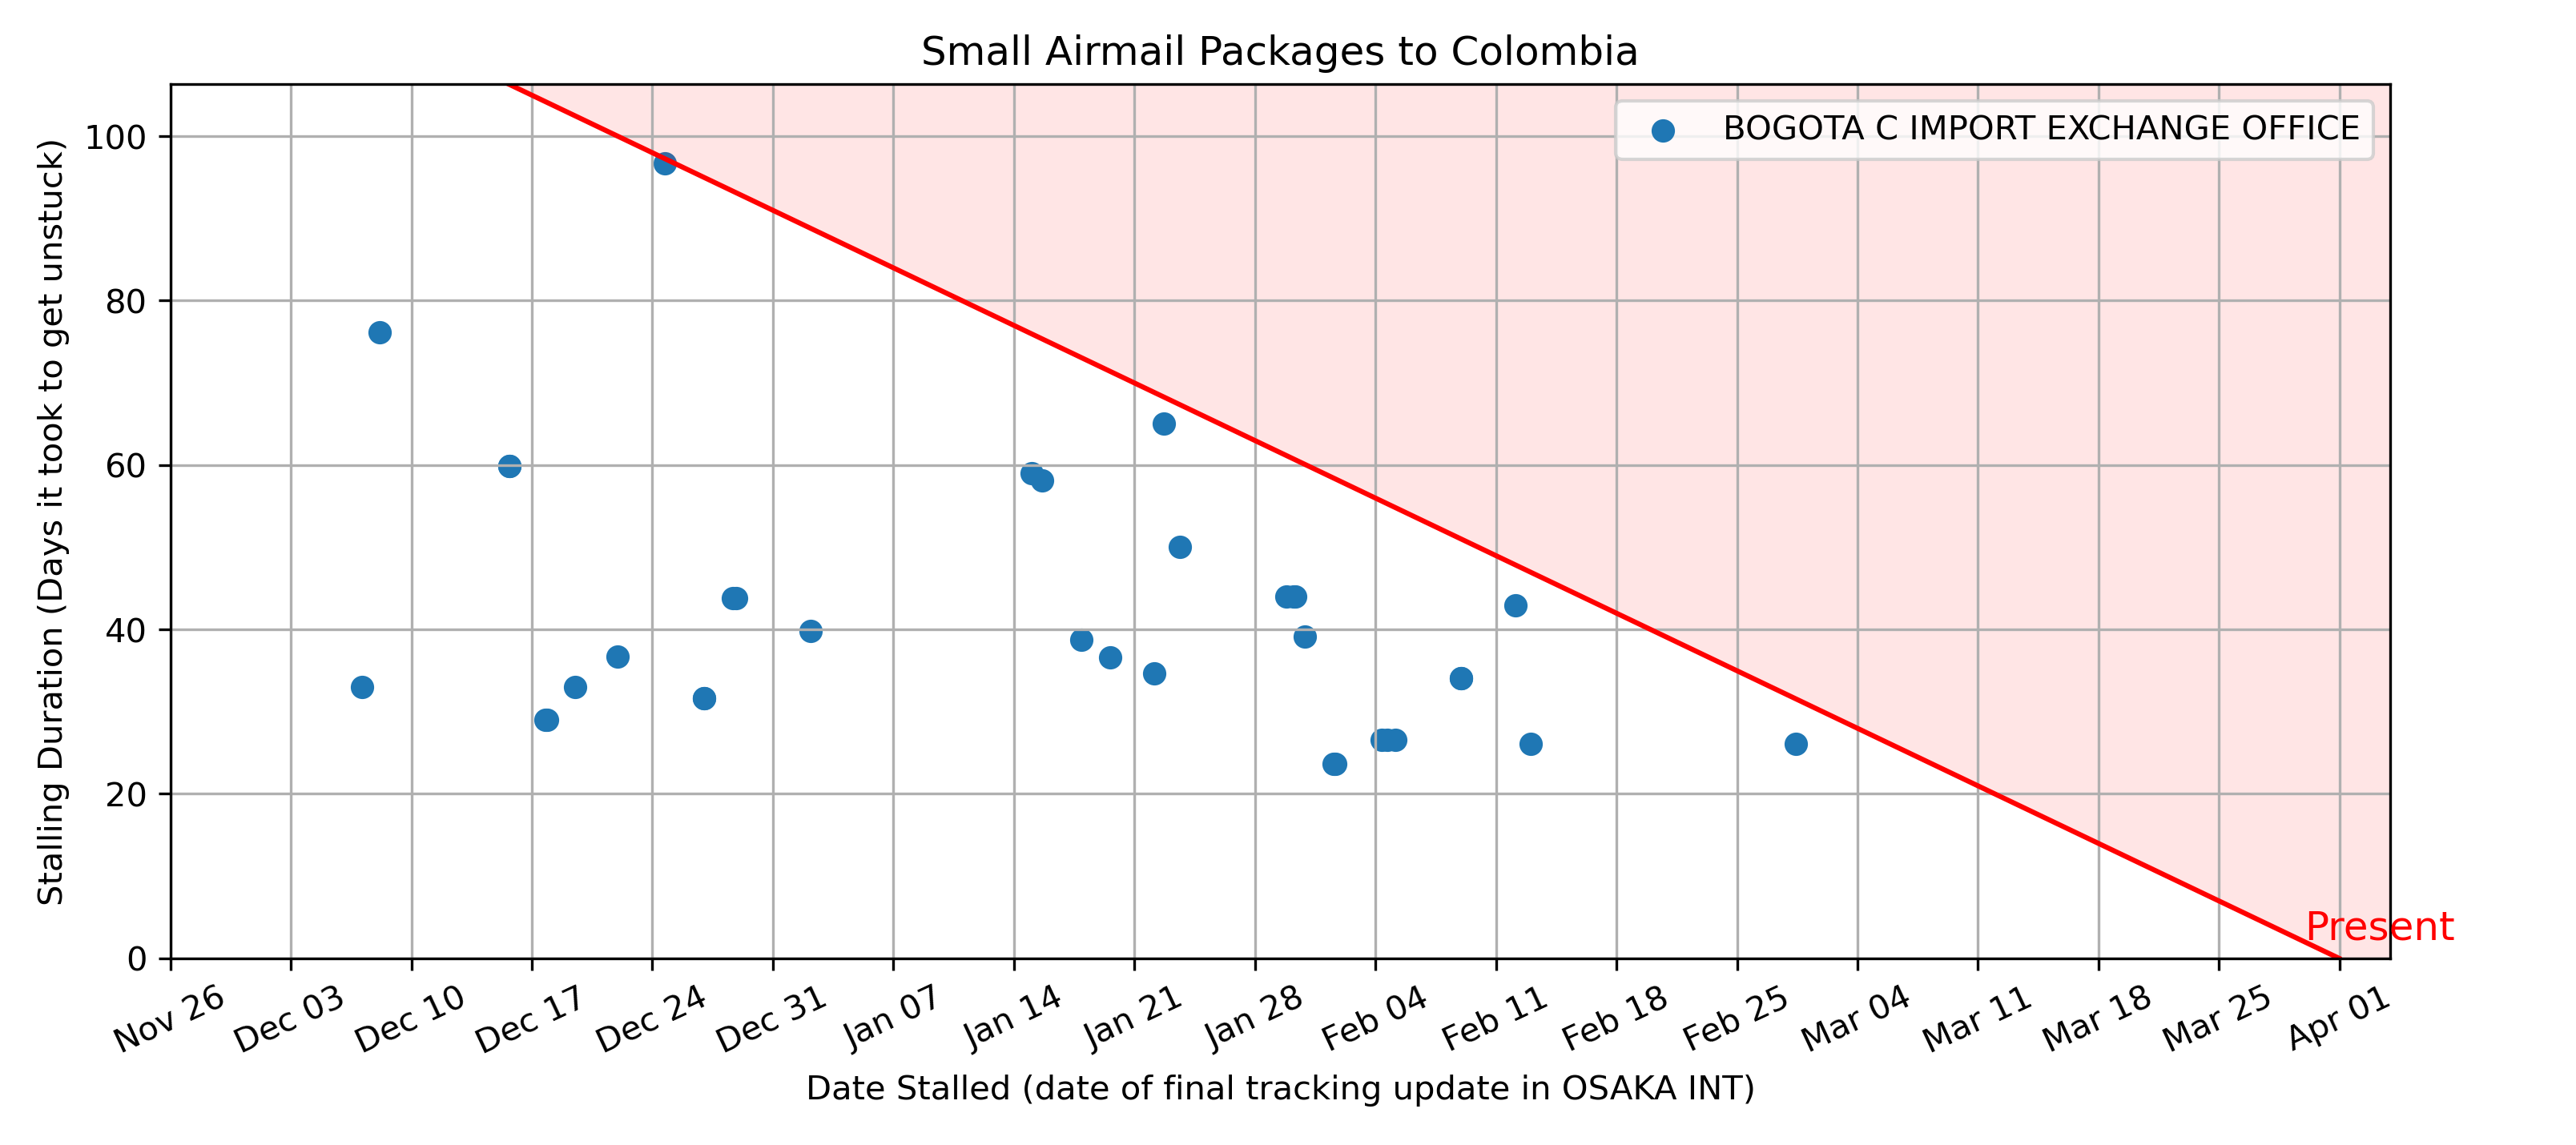 Small Airmail Packages to Colombia
BOGOTA C IMPORT EXCHANGE OFFICE
Stalling Duration (Days it took to get unstuck)
100
80
60
40
20
0
Present
Nov 26
Dec 03
Dec 10
Dec 17
Dec 24
Dec 31
Jan 07
Jan 14
Jan 21
Jan 28
Feb 04
Feb 11
Feb 18
Feb 25
Mar 04
Mar 11
Mar 18
Mar 25
Apr 01
Date Stalled (date of final tracking update in OSAKA INT)